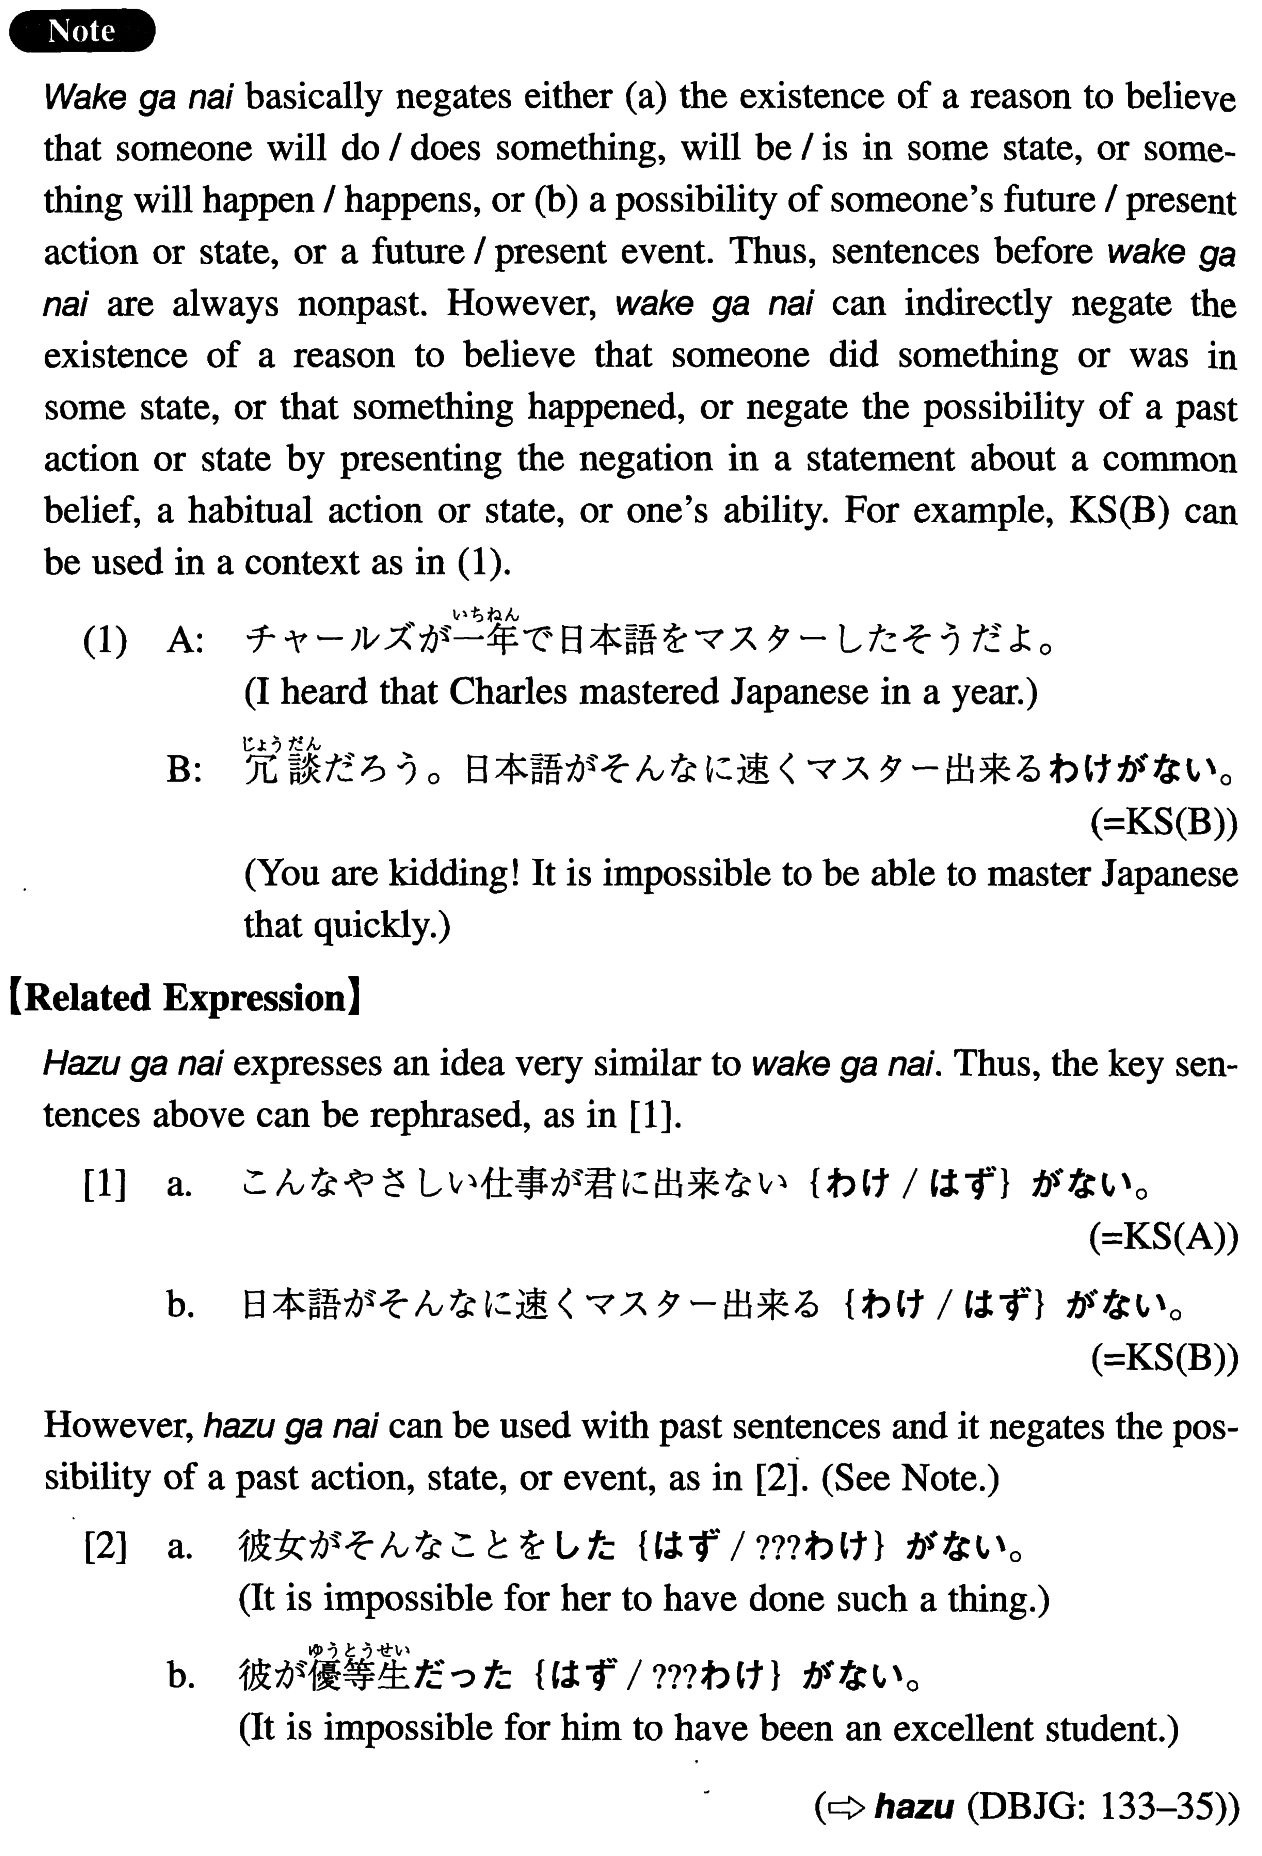 Note
Wake ga nai basically negates either (a) the existence of a reason to believe
that someone will do / does something, will be / is in some state, or some-
thing will happen / happens, or (b) a possibility of someone's future / present
action or state, or a future / present event. Thus, sentences before wake ga
nai are always nonpast. However, wake ga nai can indirectly negate the
existence of a reason to believe that someone did something or was in
some state, or that something happened, or negate the possibility of a past
action or state by presenting the negation in a statement about a common
belief, a habitual action or state, or one's ability. For example, KS(B) can
be used in a context as in (1).
いちねん
(1) A: チャールズが一年で日本語をマスターしたそうだよ。
(I heard that Charles mastered Japanese in a year.)
じょうだん
B: 冗談だろう。日本語がそんなに速くマスター出来るわけがない。
(=KS(B))
(You are kidding! It is impossible to be able to master Japanese
that quickly.)
【Related Expression】
Hazu ga nai expresses an idea very similar to wake ga nai. Thus, the key sen-
tences above can be rephrased, as in [1].
[1] a. こんなやさしい仕事が君に出来ない {わけ / はず} がない。
(=KS(A))
b. 日本語がそんなに速くマスター出来る {わけ / はず} がない。
(=KS(B))
However, hazu ga nai can be used with past sentences and it negates the pos-
sibility of a past action, state, or event, as in [2]. (See Note.)
[2] a. 彼女がそんなことをした {はず / ???わけ} がない。
(It is impossible for her to have done such a thing.)
ゆうとうせい
b. 彼が優等生だった {はず / ???わけ} がない。
(It is impossible for him to have been an excellent student.)
(⇨ hazu (DBJG: 133–35))